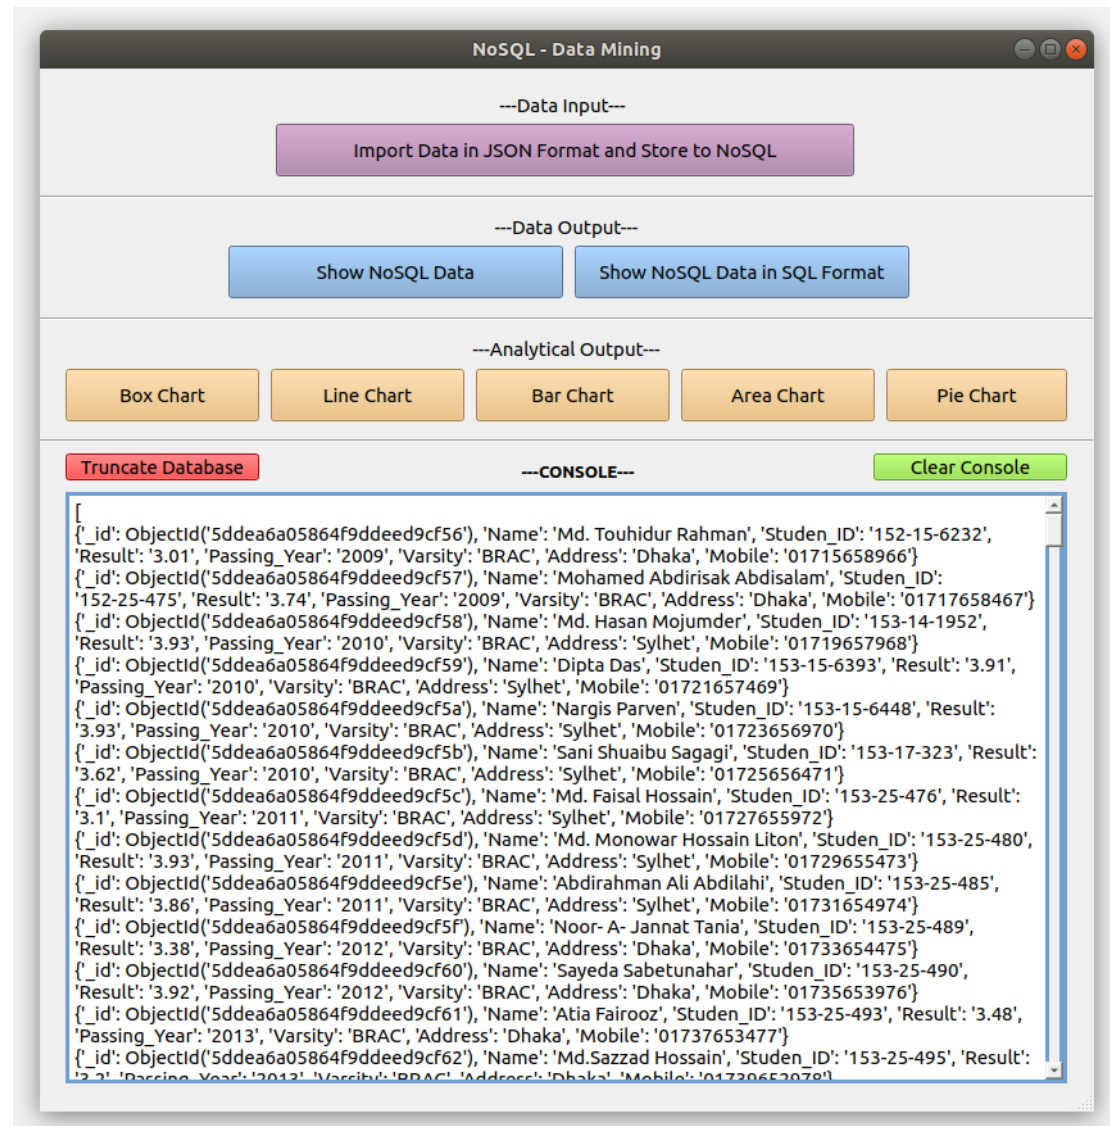 NoSQL - Data Mining
---Data Input---
Import Data in JSON Format and Store to NoSQL
---Data Output---
Show NoSQL Data
Show NoSQL Data in SQL Format
---Analytical Output---
Box Chart
Line Chart
Bar Chart
Area Chart
Pie Chart
Truncate Database
---CONSOLE---
Clear Console
[
{'_id': ObjectId('5ddea6a05864f9ddeed9cf56'), 'Name': 'Md. Touhidur Rahman', 'Studen_ID': '152-15-6232',
'Result': '3.01', 'Passing_Year': '2009', 'Varsity': 'BRAC', 'Address': 'Dhaka', 'Mobile': '01715658966'}
{'_id': ObjectId('5ddea6a05864f9ddeed9cf57'), 'Name': 'Mohamed Abdirisak Abdisalam', 'Studen_ID':
'152-25-475', 'Result': '3.74', 'Passing_Year': '2009', 'Varsity': 'BRAC', 'Address': 'Dhaka', 'Mobile': '01717658467'}
{'_id': ObjectId('5ddea6a05864f9ddeed9cf58'), 'Name': 'Md. Hasan Mojumder', 'Studen_ID': '153-14-1952',
'Result': '3.93', 'Passing_Year': '2010', 'Varsity': 'BRAC', 'Address': 'Sylhet', 'Mobile': '01719657968'}
{'_id': ObjectId('5ddea6a05864f9ddeed9cf59'), 'Name': 'Dipta Das', 'Studen_ID': '153-15-6393', 'Result': '3.91',
'Passing_Year': '2010', 'Varsity': 'BRAC', 'Address': 'Sylhet', 'Mobile': '01721657469'}
{'_id': ObjectId('5ddea6a05864f9ddeed9cf5a'), 'Name': 'Nargis Parven', 'Studen_ID': '153-15-6448', 'Result':
'3.93', 'Passing_Year': '2010', 'Varsity': 'BRAC', 'Address': 'Sylhet', 'Mobile': '01723656970'}
{'_id': ObjectId('5ddea6a05864f9ddeed9cf5b'), 'Name': 'Sani Shuaibu Sagagi', 'Studen_ID': '153-17-323', 'Result':
'3.62', 'Passing_Year': '2010', 'Varsity': 'BRAC', 'Address': 'Sylhet', 'Mobile': '01725656471'}
{'_id': ObjectId('5ddea6a05864f9ddeed9cf5c'), 'Name': 'Md. Faisal Hossain', 'Studen_ID': '153-25-476', 'Result':
'3.1', 'Passing_Year': '2011', 'Varsity': 'BRAC', 'Address': 'Sylhet', 'Mobile': '01727655972'}
{'_id': ObjectId('5ddea6a05864f9ddeed9cf5d'), 'Name': 'Md. Monowar Hossain Liton', 'Studen_ID': '153-25-480',
'Result': '3.93', 'Passing_Year': '2011', 'Varsity': 'BRAC', 'Address': 'Sylhet', 'Mobile': '01729655473'}
{'_id': ObjectId('5ddea6a05864f9ddeed9cf5e'), 'Name': 'Abdirahman Ali Abdilahi', 'Studen_ID': '153-25-485',
'Result': '3.86', 'Passing_Year': '2011', 'Varsity': 'BRAC', 'Address': 'Sylhet', 'Mobile': '01731654974'}
{'_id': ObjectId('5ddea6a05864f9ddeed9cf5f'), 'Name': 'Noor- A- Jannat Tania', 'Studen_ID': '153-25-489',
'Result': '3.38', 'Passing_Year': '2012', 'Varsity': 'BRAC', 'Address': 'Dhaka', 'Mobile': '01733654475'}
{'_id': ObjectId('5ddea6a05864f9ddeed9cf60'), 'Name': 'Sayeda Sabetunahar', 'Studen_ID': '153-25-490',
'Result': '3.92', 'Passing_Year': '2012', 'Varsity': 'BRAC', 'Address': 'Dhaka', 'Mobile': '01735653976'}
{'_id': ObjectId('5ddea6a05864f9ddeed9cf61'), 'Name': 'Atia Fairooz', 'Studen_ID': '153-25-493', 'Result': '3.48',
'Passing_Year': '2013', 'Varsity': 'BRAC', 'Address': 'Dhaka', 'Mobile': '01737653477'}
{'_id': ObjectId('5ddea6a05864f9ddeed9cf62'), 'Name': 'Md.Sazzad Hossain', 'Studen_ID': '153-25-495', 'Result':
'3.2', 'Passing_Year': '2013', 'Varsity': 'BRAC', 'Address': 'Dhaka', 'Mobile': '01739652978'}